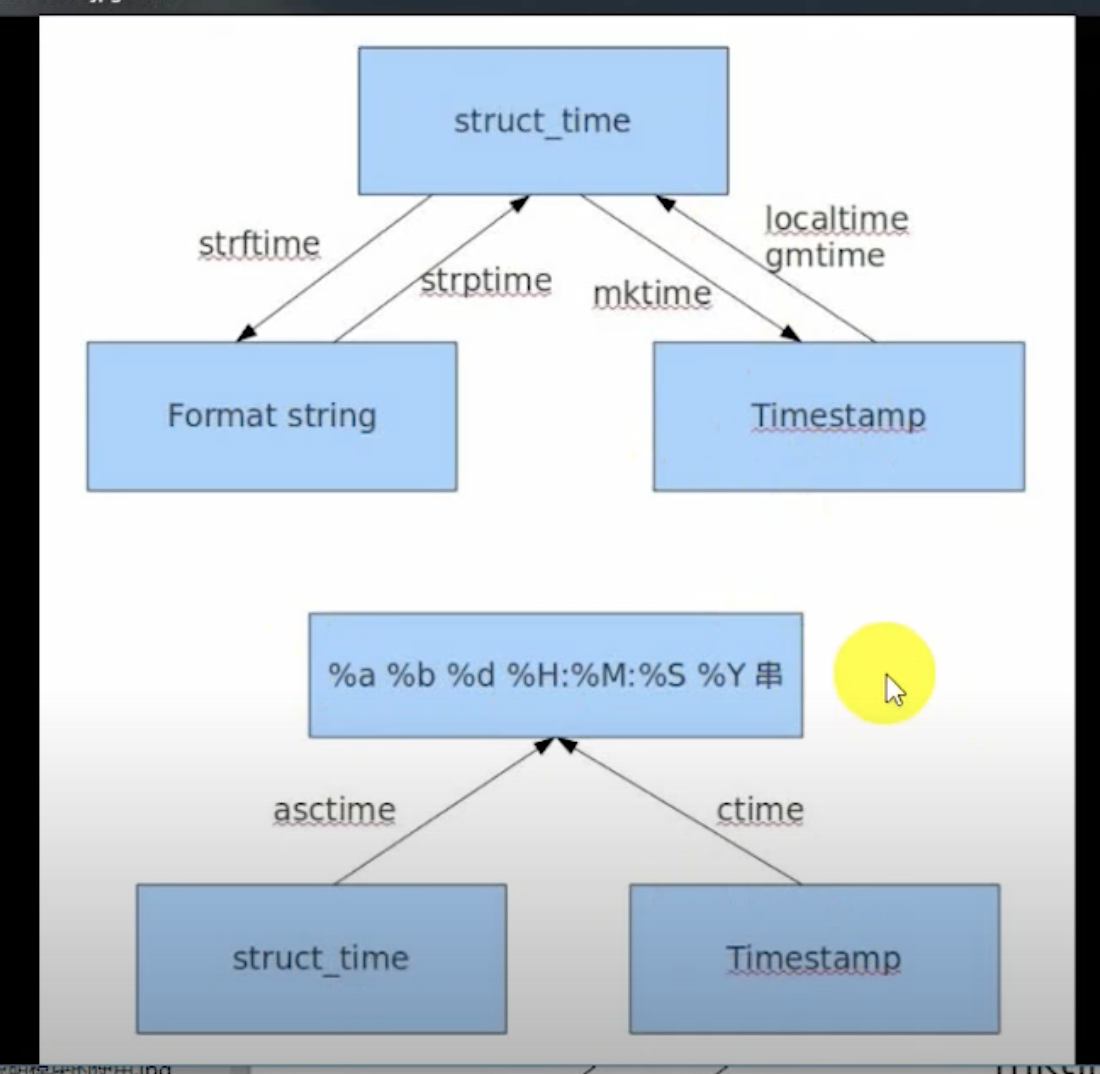 struct_time
strftime
localtime
gmtime
strptime
mktime
Format string
Timestamp
%a %b %d %H:%M:%S %Y 串
asctime
ctime
struct_time
Timestamp